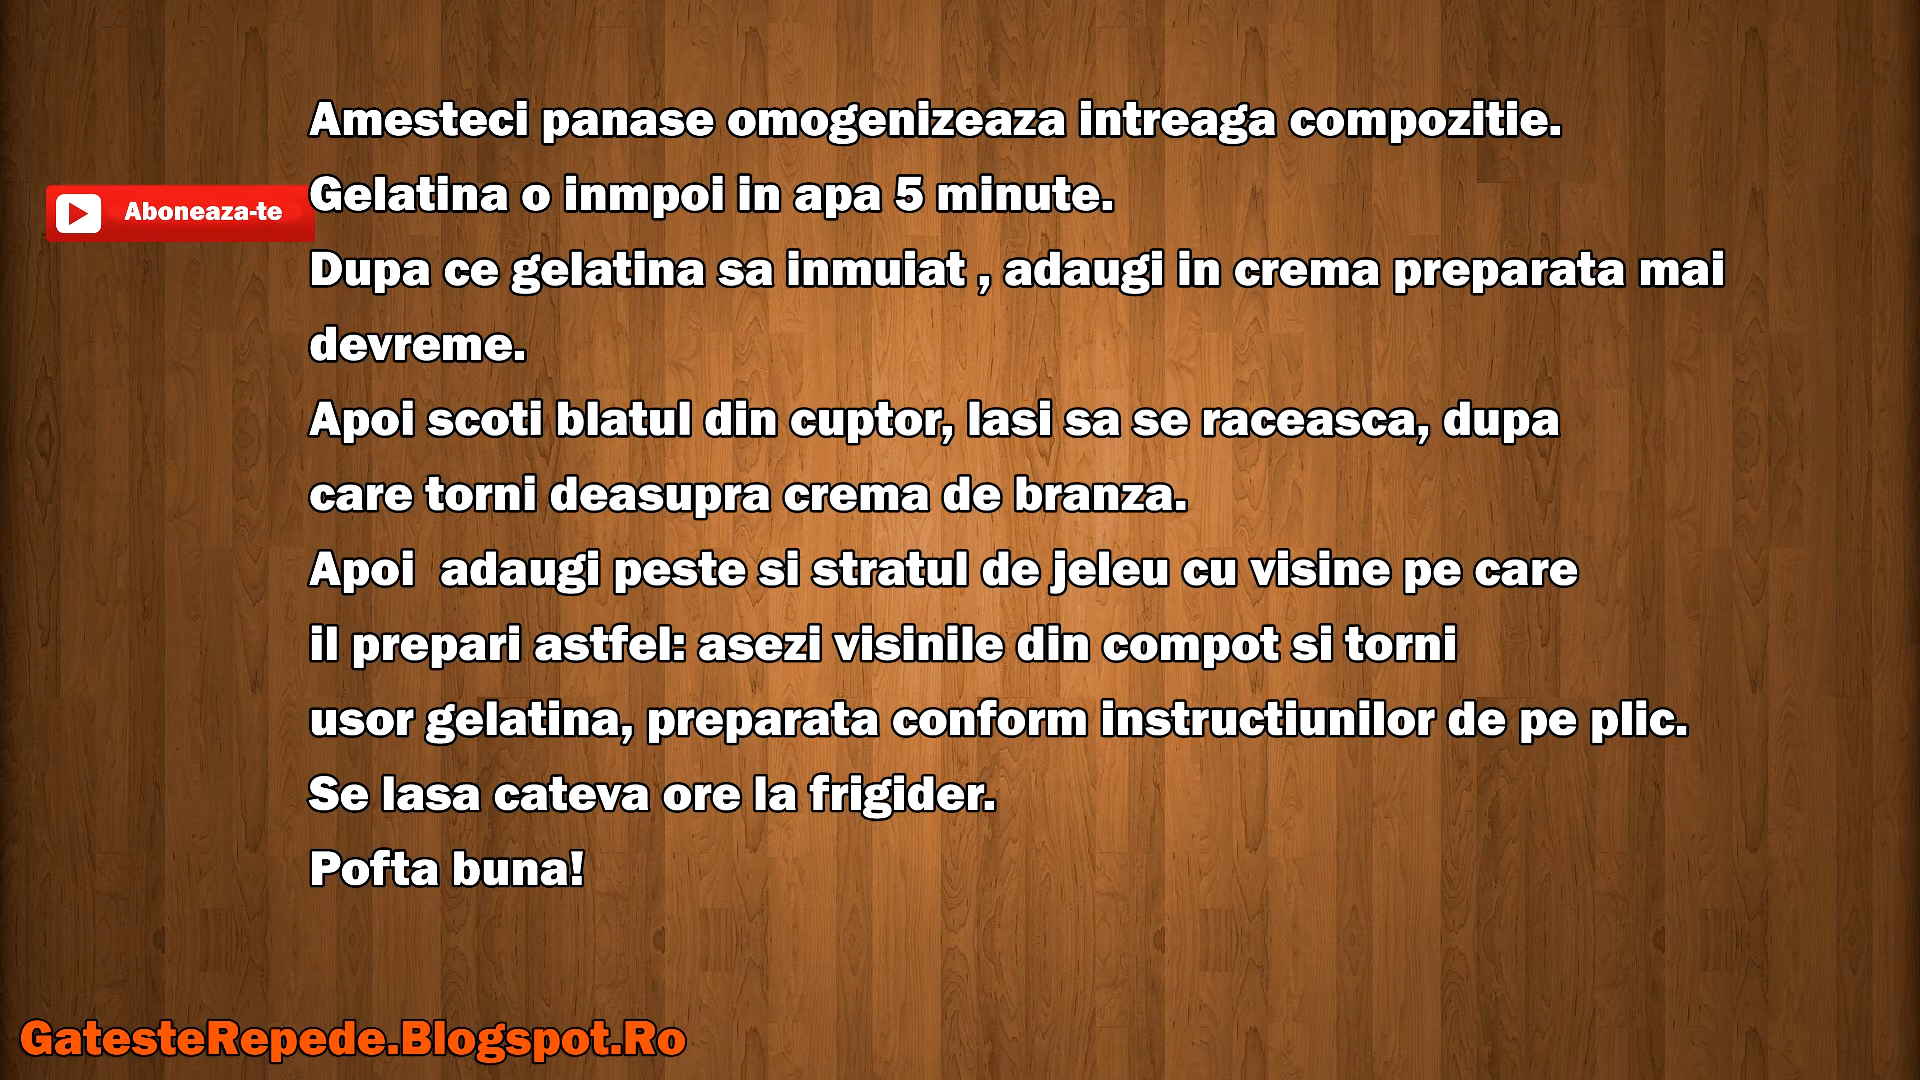 Amesteci panase omogenizeaza intreaga compozitie.
Aboneaza-te
Gelatina o inmpoi in apa 5 minute.
Dupa ce gelatina sa inmuiat , adaugi in crema preparata mai
devreme.
Apoi scoti blatul din cuptor, lasi sa se raceasca, dupa
care torni deasupra crema de branza.
Apoi  adaugi peste si stratul de jeleu cu visine pe care
il prepari astfel: asezi visinile din compot si torni
usor gelatina, preparata conform instructiunilor de pe plic.
Se lasa cateva ore la frigider.
Pofta buna!
GatesteRepede.Blogspot.Ro